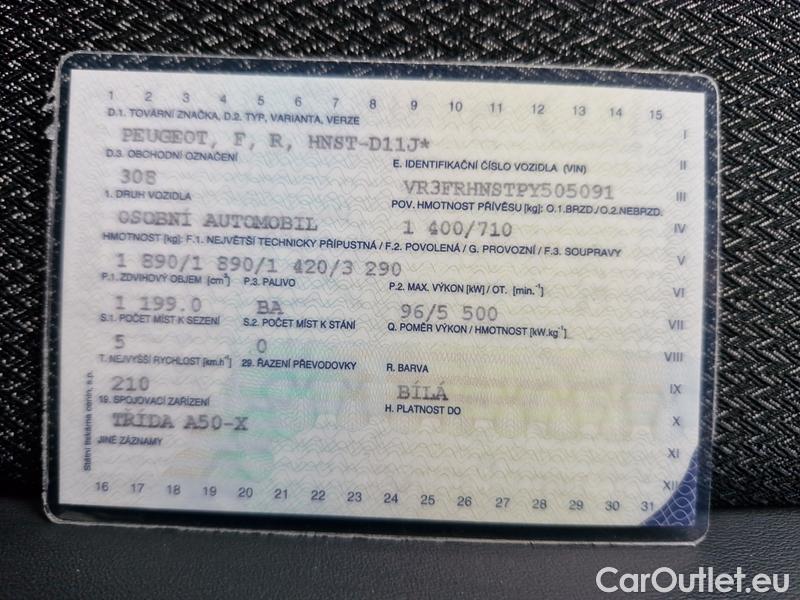 1 2 3 4 5 6 7 8 9 10 11 12 13 14 15
D.1. TOVÁRNÍ ZNAČKA, D.2. TYP, VARIANTA, VERZE
I
PEUGEOT, F, R, HNST-D11J*
D.3. OBCHODNÍ OZNAČENÍ E. IDENTIFIKAČNÍ ČÍSLO VOZIDLA (VIN)
II
308 VR3FRHNSTPY505091
III
1. DRUH VOZIDLA POV. HMOTNOST PŘÍVĚSU [kg]: O.1.BRZD./O.2.NEBRZD.
OSOBNÍ AUTOMOBIL 1 400/710
IV
HMOTNOST [kg]: F.1. NEJVĚTŠÍ TECHNICKY PŘÍPUSTNÁ / F.2. POVOLENÁ / G. PROVOZNÍ / F.3. SOUPRAVY
V
1 890/1 890/1 420/3 290
P.1. ZDVIHOVÝ OBJEM [cm³] P.3. PALIVO P.2. MAX. VÝKON [kW] / OT. [min.⁻¹]
VI
1 199.0 BA 96/5 500
S.1. POČET MÍST K SEZENÍ S.2. POČET MÍST K STÁNÍ Q. POMĚR VÝKON / HMOTNOST [kW.kg⁻¹]
VII
5 0
VIII
T. NEJVYŠŠÍ RYCHLOST [km.h⁻¹] 29. ŘAZENÍ PŘEVODOVKY R. BARVA
210 BÍLÁ
IX
19. SPOJOVACÍ ZAŘÍZENÍ H. PLATNOST DO
TŘÍDA A50-X
X
JINÉ ZÁZNAMY
XI
XII
16 17 18 19 20 21 22 23 24 25 26 27 28 29 30 31
Státní tiskárna cenin, s.p.
CarOutlet.eu